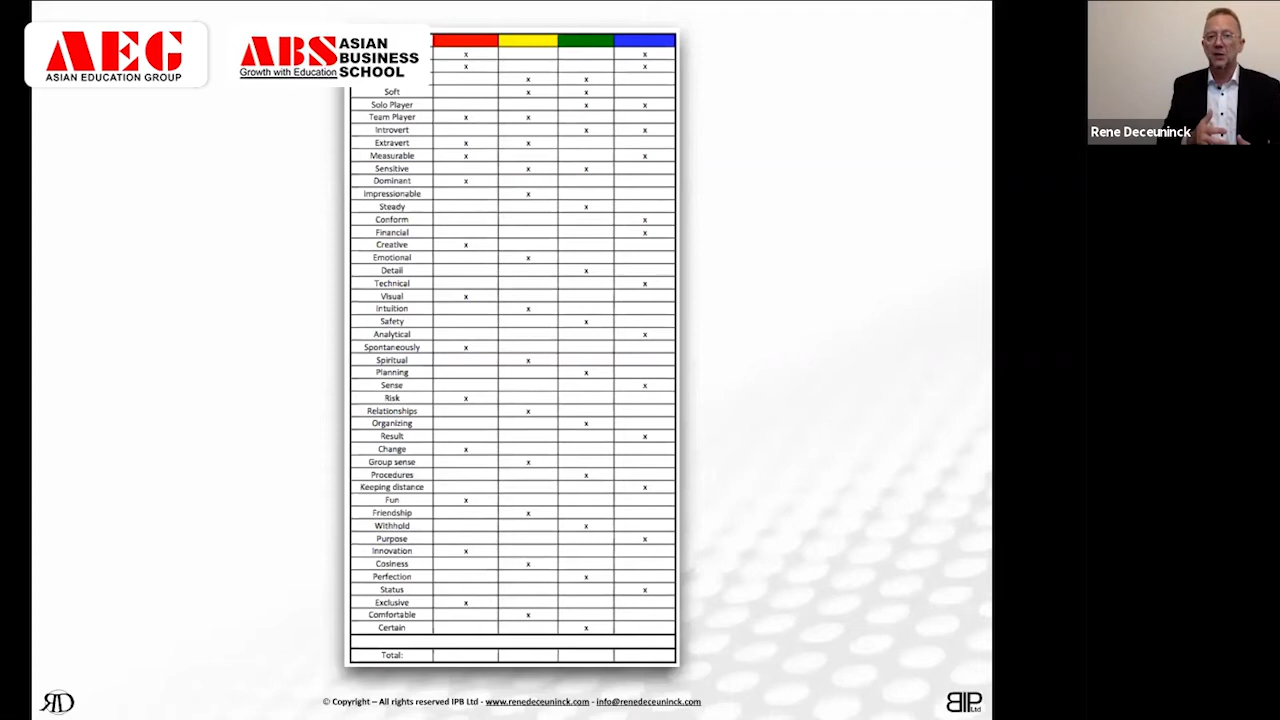 AEG
ASIAN EDUCATION GROUP
ABS ASIAN BUSINESS SCHOOL
Growth with Education
Rene Deceuninck
x x
x x
x x
Soft x x
Solo Player x x
Team Player x x
Introvert x x
Extravert x x
Measurable x x
Sensitive x x
Dominant x
Impressionable x
Steady x
Conform x
Financial x
Creative x
Emotional x
Detail x
Technical x
Visual x
Intuition x
Safety x
Analytical x
Spontaneously x
Spiritual x
Planning x
Sense x
Risk x
Relationships x
Organizing x
Result x
Change x
Group sense x
Procedures x
Keeping distance x
Fun x
Friendship x
Withhold x
Purpose x
Innovation x
Cosiness x
Perfection x
Status x
Exclusive x
Comfortable x
Certain x
Total:
© Copyright – All rights reserved IPB Ltd - www.renedeceuninck.com - info@renedeceuninck.com
RD
BIP Ltd